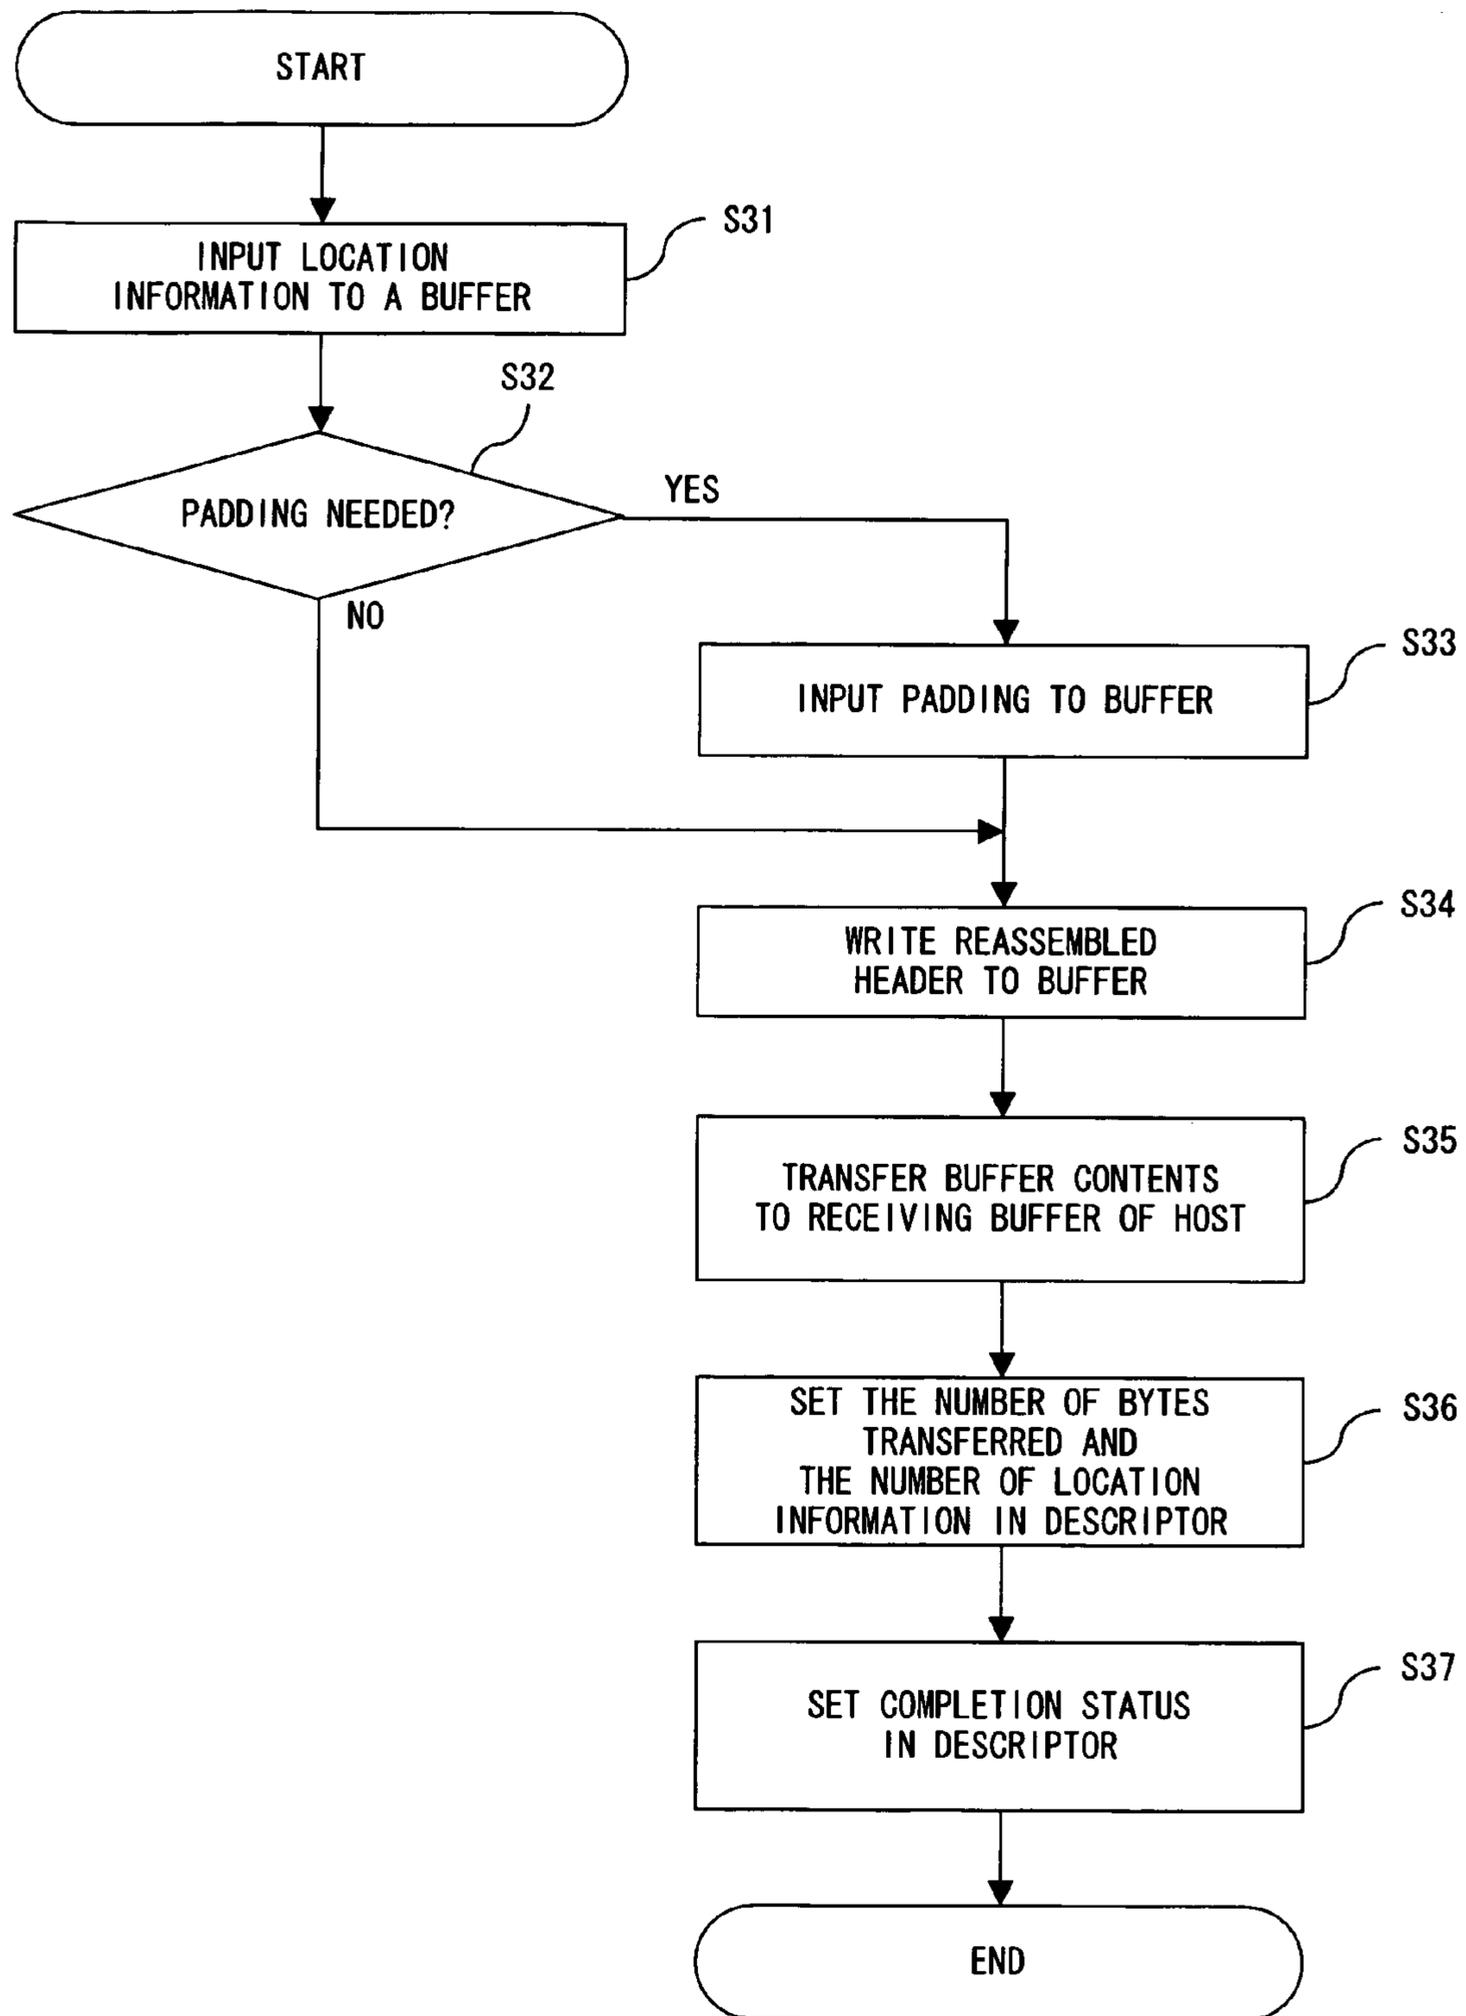 START
S31
INPUT LOCATION
INFORMATION TO A BUFFER
S32
PADDING NEEDED?
YES
NO
S33
INPUT PADDING TO BUFFER
S34
WRITE REASSEMBLED
HEADER TO BUFFER
S35
TRANSFER BUFFER CONTENTS
TO RECEIVING BUFFER OF HOST
S36
SET THE NUMBER OF BYTES
TRANSFERRED AND
THE NUMBER OF LOCATION
INFORMATION IN DESCRIPTOR
S37
SET COMPLETION STATUS
IN DESCRIPTOR
END